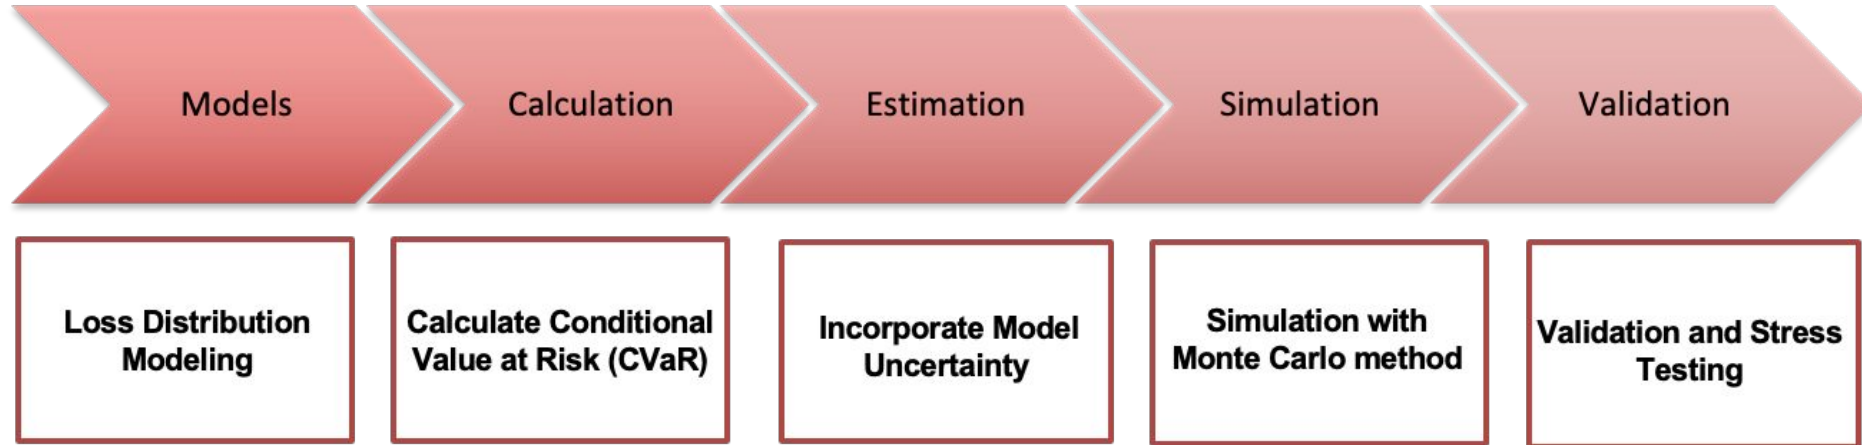 Models
Calculation
Estimation
Simulation
Validation
Loss Distribution
Modeling
Calculate Conditional
Value at Risk (CVaR)
Incorporate Model
Uncertainty
Simulation with
Monte Carlo method
Validation and Stress
Testing